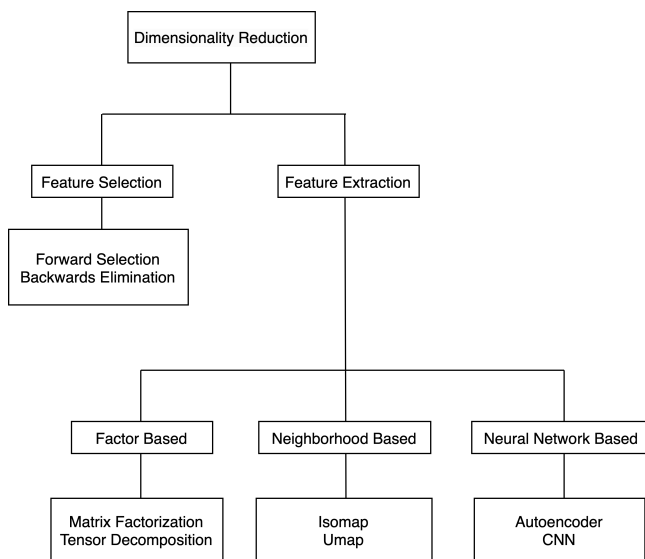 Dimensionality Reduction
Feature Selection
Feature Extraction
Forward Selection
Backwards Elimination
Factor Based
Neighborhood Based
Neural Network Based
Matrix Factorization
Tensor Decomposition
Isomap
Umap
Autoencoder
CNN